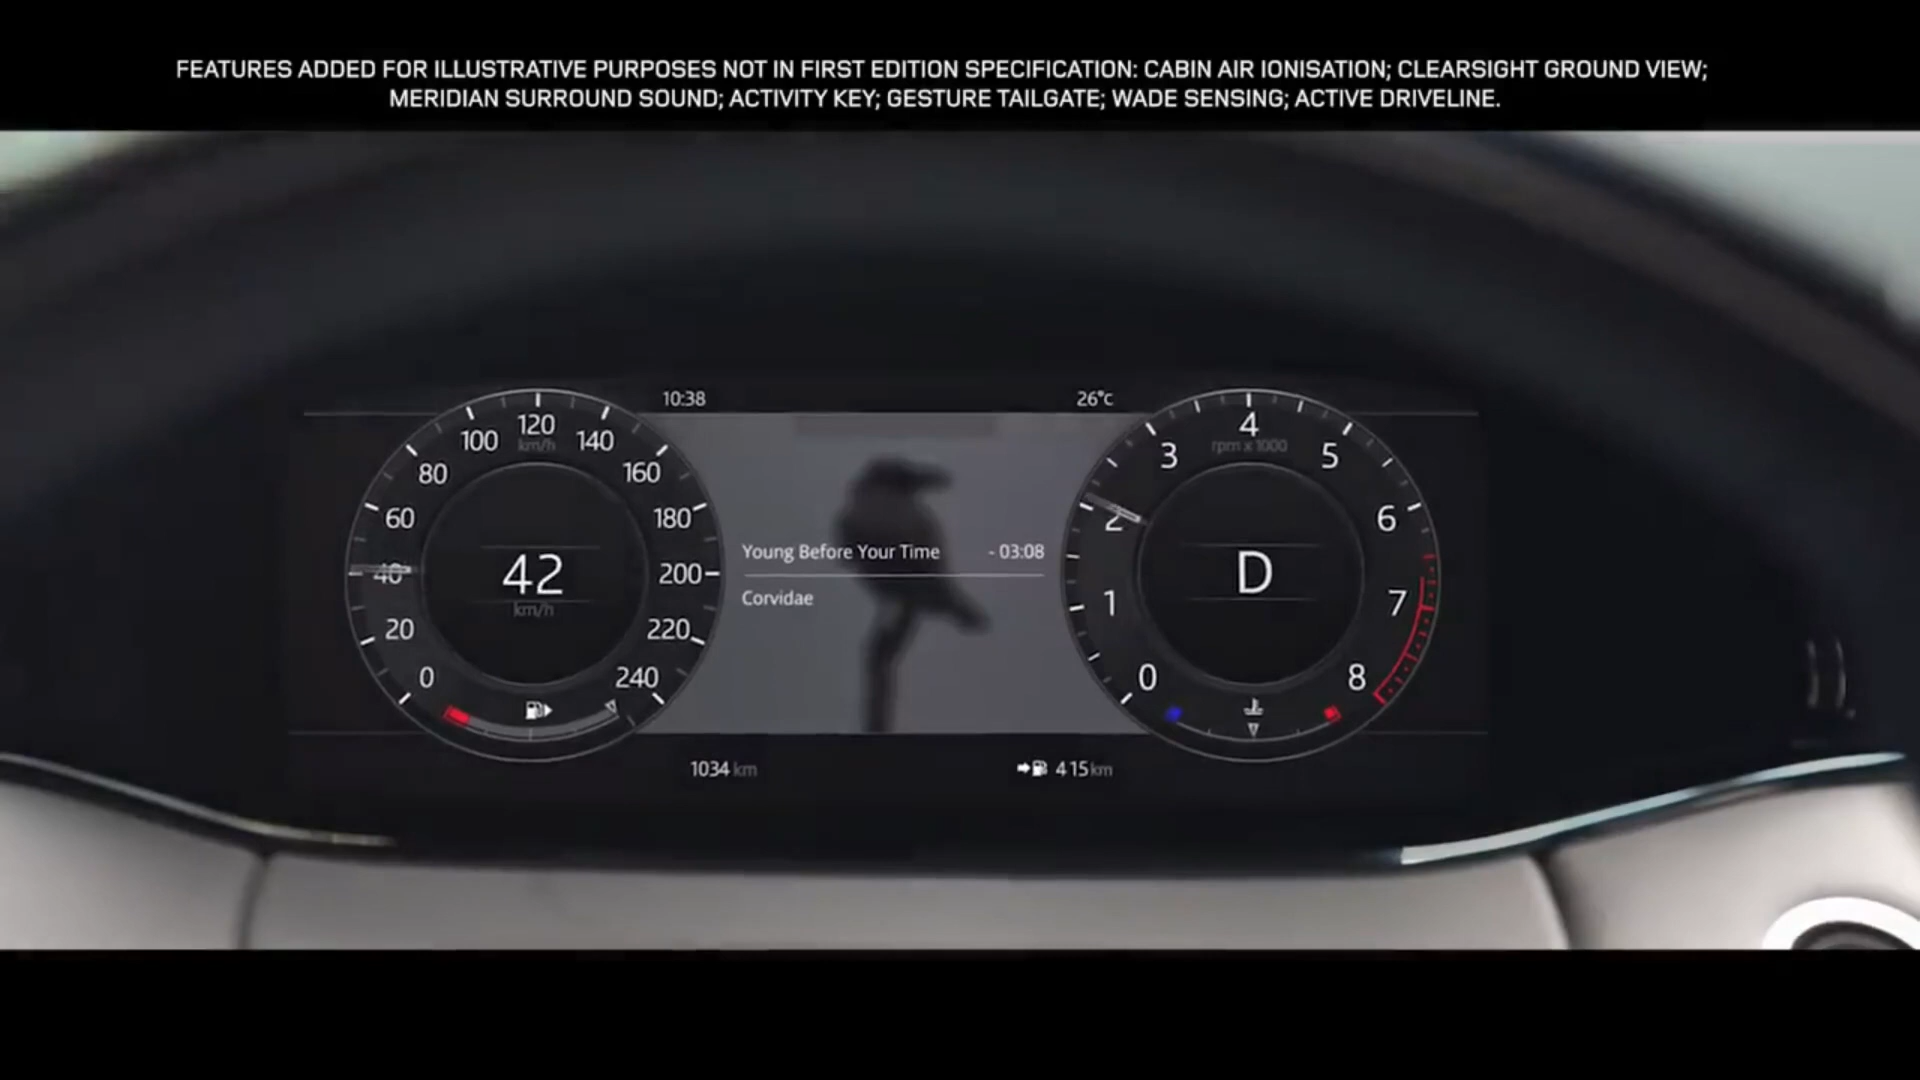 FEATURES ADDED FOR ILLUSTRATIVE PURPOSES NOT IN FIRST EDITION SPECIFICATION: CABIN AIR IONISATION; CLEARSIGHT GROUND VIEW;
MERIDIAN SURROUND SOUND; ACTIVITY KEY; GESTURE TAILGATE; WADE SENSING; ACTIVE DRIVELINE.
10:38
26°c
120
km/h
100
140
80
160
60
180
40
200
20
220
0
240
42
km/h
Young Before Your Time - 03:08
Corvidae
4
rpm x 1000
3
5
2
6
1
7
0
8
D
1034 km
415 km